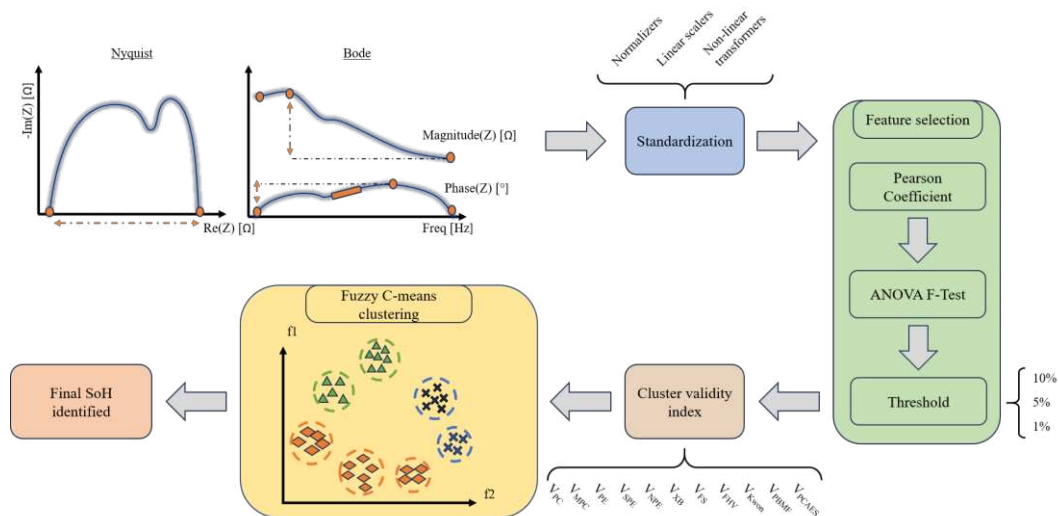 Nyquist
-Im(Z) [Ω]
Re(Z) [Ω]
Bode
Magnitude(Z) [Ω]
Phase(Z) [°]
Freq [Hz]
Normalizers
Linear scalers
Non-linear
transformers
Standardization
Feature selection
Pearson
Coefficient
ANOVA F-Test
Threshold
10%
5%
1%
Cluster validity
index
V_PC
V_MPC
V_PE
V_SPE
V_NPE
V_XB
V_FS
V_FHV
V_Kwon
V_PBMF
V_PCAES
Fuzzy C-means
clustering
f1
f2
Final SoH
identified